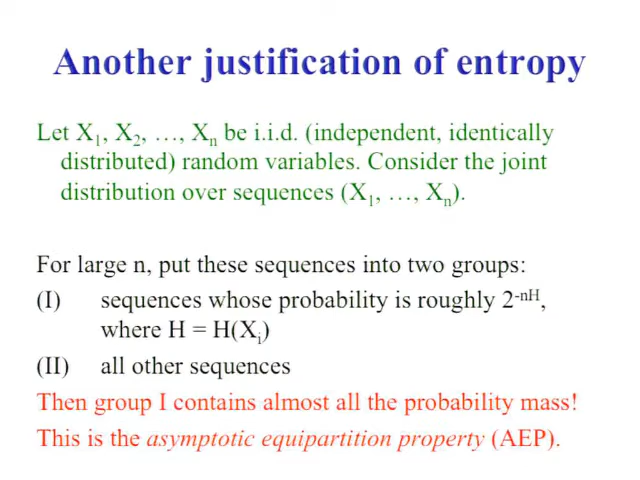 Another justification of entropy
Let X₁, X₂, …, Xₙ be i.i.d. (independent, identically
distributed) random variables. Consider the joint
distribution over sequences (X₁, …, Xₙ).
For large n, put these sequences into two groups:
(I) sequences whose probability is roughly 2⁻ⁿᴴ,
where H = H(Xᵢ)
(II) all other sequences
Then group I contains almost all the probability mass!
This is the asymptotic equipartition property (AEP).